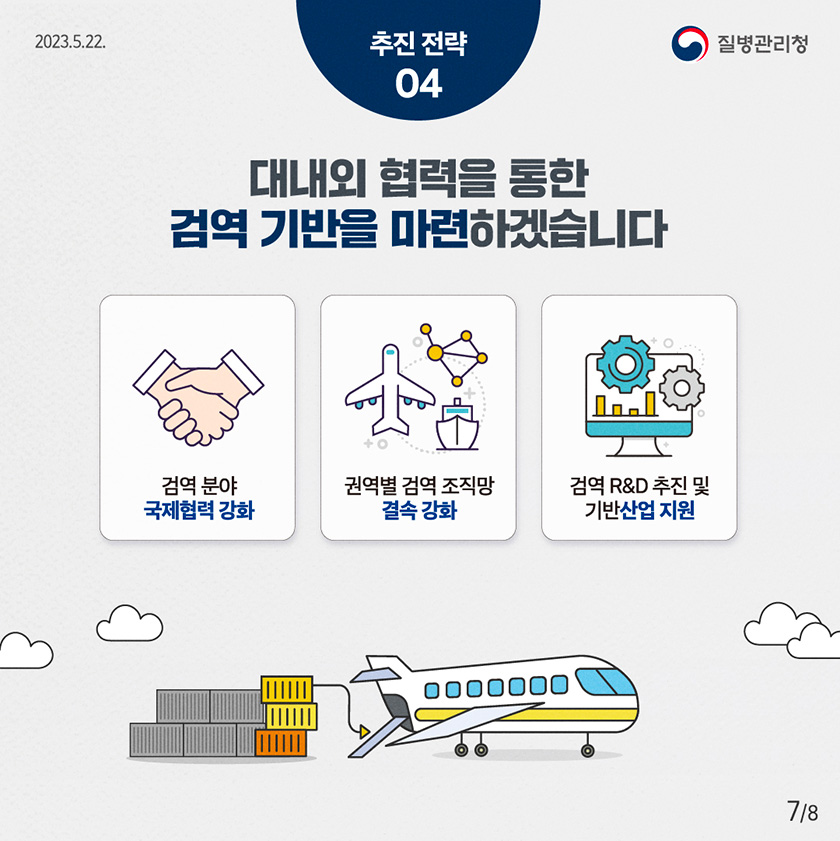 2023.5.22.
추진 전략
04
질병관리청
대내외 협력을 통한
검역 기반을 마련하겠습니다
검역 분야
국제협력 강화
권역별 검역 조직망
결속 강화
검역 R&D 추진 및
기반산업 지원
7/8